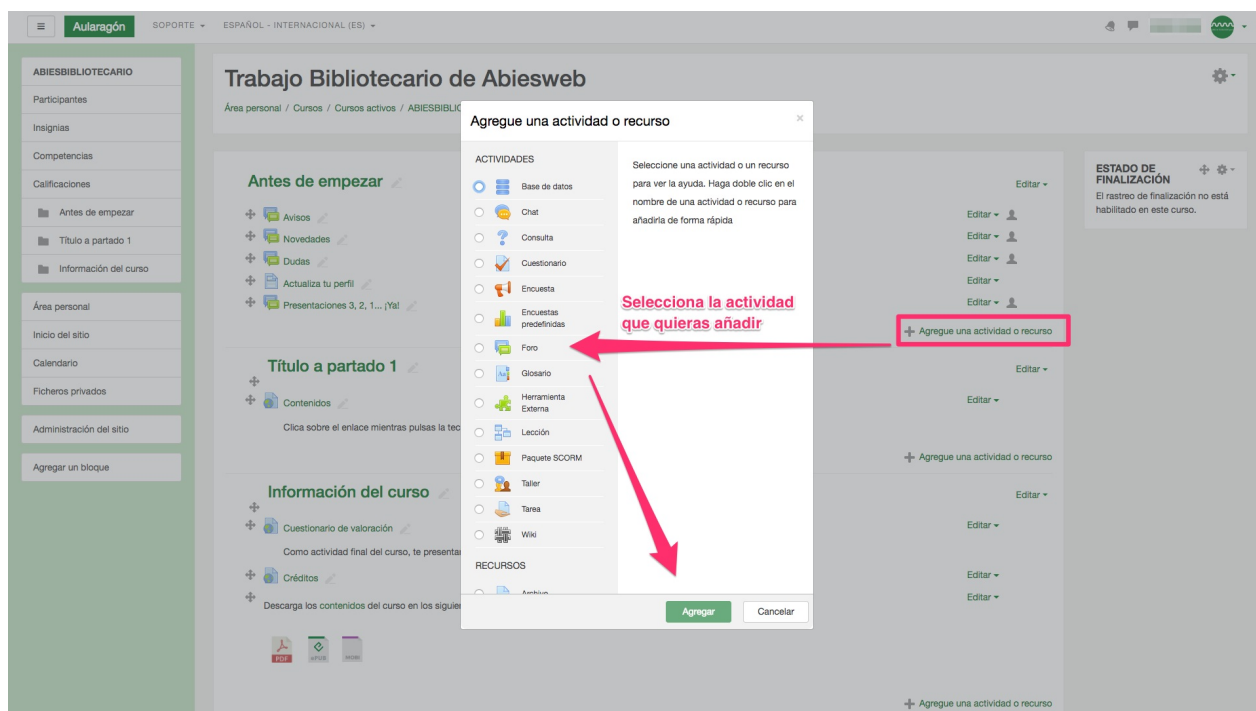 Aularagón SOPORTE ESPAÑOL - INTERNACIONAL (ES)
ABIESBIBLIOTECARIO
Participantes
Insignias
Competencias
Calificaciones
Antes de empezar
Título a partado 1
Información del curso
Área personal
Inicio del sitio
Calendario
Ficheros privados
Administración del sitio
Agregar un bloque
Trabajo Bibliotecario de Abiesweb
Área personal / Cursos / Cursos activos / ABIESBIBLIO
Antes de empezar
Editar
Avisos
Editar
Novedades
Editar
Dudas
Editar
Actualiza tu perfil
Editar
Presentaciones 3, 2, 1... ¡Ya!
Editar
Agregue una actividad o recurso
Título a partado 1
Editar
Contenidos
Editar
Clica sobre el enlace mientras pulsas la tec
Agregue una actividad o recurso
Información del curso
Editar
Cuestionario de valoración
Editar
Como actividad final del curso, te presenta
Créditos
Editar
Descarga los contenidos del curso en los siguie
Editar
PDF
ePUB
Agregue una actividad o recurso
Agregue una actividad o recurso
ACTIVIDADES
Base de datos
Chat
Consulta
Cuestionario
Encuesta
Encuestas
predefinidas
Foro
Glosario
Herramienta
Externa
Lección
Paquete SCORM
Taller
Tarea
Wiki
RECURSOS
Archivo
Seleccione una actividad o un recurso
para ver la ayuda. Haga doble clic en el
nombre de una actividad o recurso para
añadirla de forma rápida
Selecciona la actividad
que quieras añadir
Agregar
Cancelar
ESTADO DE
FINALIZACIÓN
El rastreo de finalización no está
habilitado en este curso.